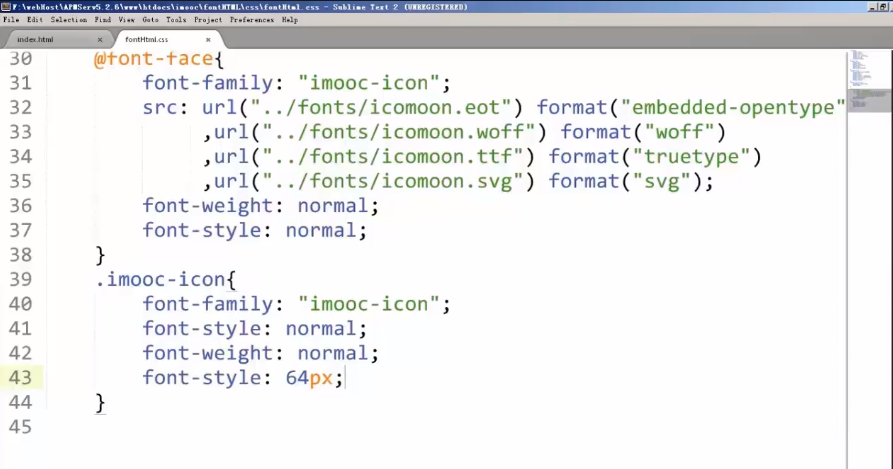 F:\webHost\APMServ5.2.6\www\htdocs\imooc\fontHTML\css\fontHtml.css - Sublime Text 2 (UNREGISTERED)
File Edit Selection Find View Goto Tools Project Preferences Help
index.html × fontHtml.css ×
30 @font-face{
31 font-family: "imooc-icon";
32 src: url("../fonts/icomoon.eot") format("embedded-opentype"
33 ,url("../fonts/icomoon.woff") format("woff")
34 ,url("../fonts/icomoon.ttf") format("truetype")
35 ,url("../fonts/icomoon.svg") format("svg");
36 font-weight: normal;
37 font-style: normal;
38 }
39 .imooc-icon{
40 font-family: "imooc-icon";
41 font-style: normal;
42 font-weight: normal;
43 font-style: 64px;
44 }
45